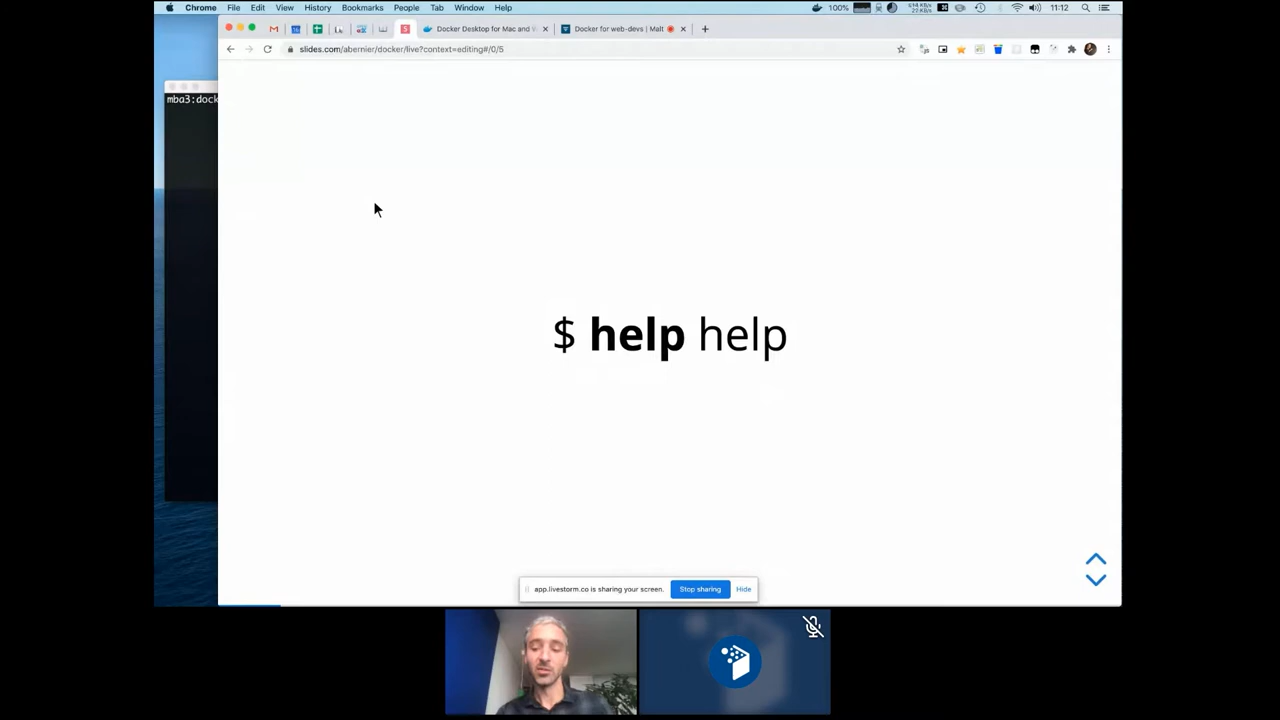 Chrome File Edit View History Bookmarks People Tab Window Help 100% 11:12
Docker Desktop for Mac and Docker for web-devs | Malt
slides.com/abernier/docker/live?context=editing#/0/5
mba3:dock
$ help help
app.livestorm.co is sharing your screen. Stop sharing Hide